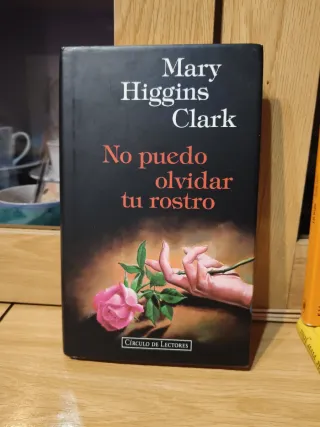 Mary
Higgins
Clark
No puedo
olvidar
tu rostro
CÍRCULO DE LECTORES